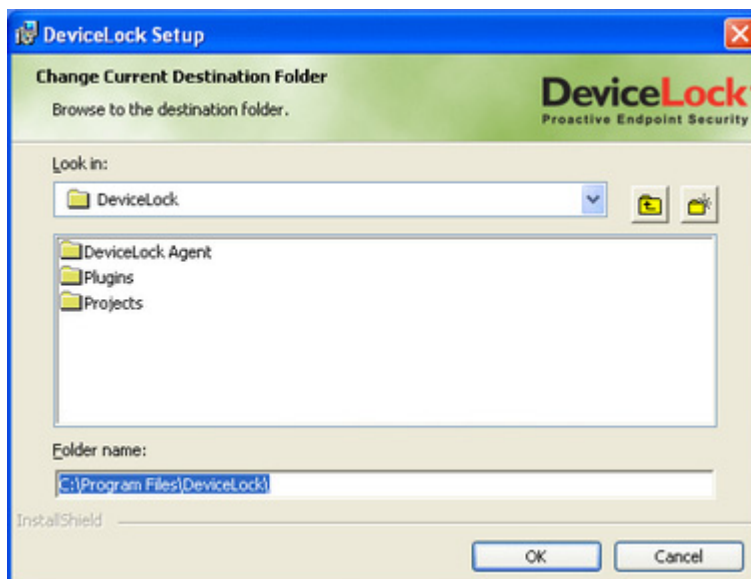 DeviceLock Setup
Change Current Destination Folder
Browse to the destination folder.
DeviceLock
Proactive Endpoint Security
Look in:
DeviceLock
DeviceLock Agent
Plugins
Projects
Folder name:
C:\Program Files\DeviceLock\
InstallShield
OK Cancel